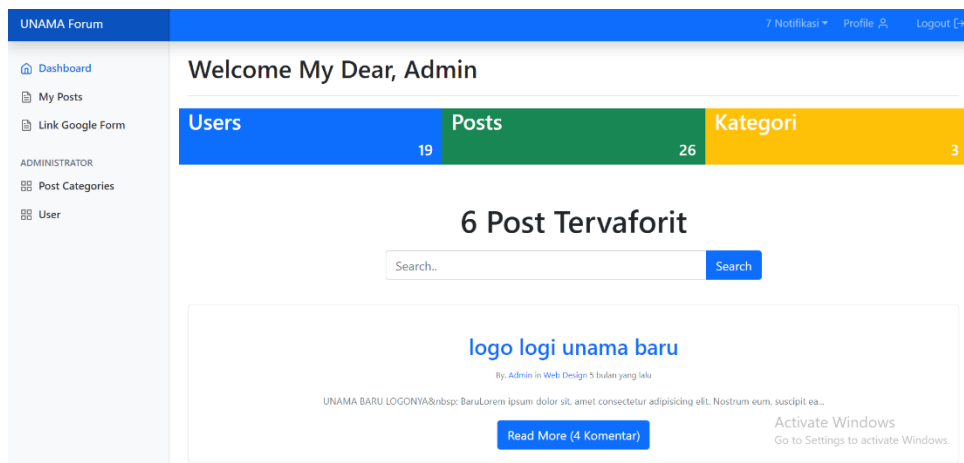 UNAMA Forum
7 Notifikasi Profile Logout
Dashboard
My Posts
Link Google Form
ADMINISTRATOR
Post Categories
User
Welcome My Dear, Admin
Users
19
Posts
26
Kategori
3
6 Post Tervaforit
Search..
Search
logo logi unama baru
By. Admin in Web Design 5 bulan yang lalu
UNAMA BARU LOGONYA&nbsp; BaruLorem ipsum dolor sit, amet consectetur adipisicing elit. Nostrum eum, suscipit ea...
Read More (4 Komentar)
Activate Windows
Go to Settings to activate Windows.